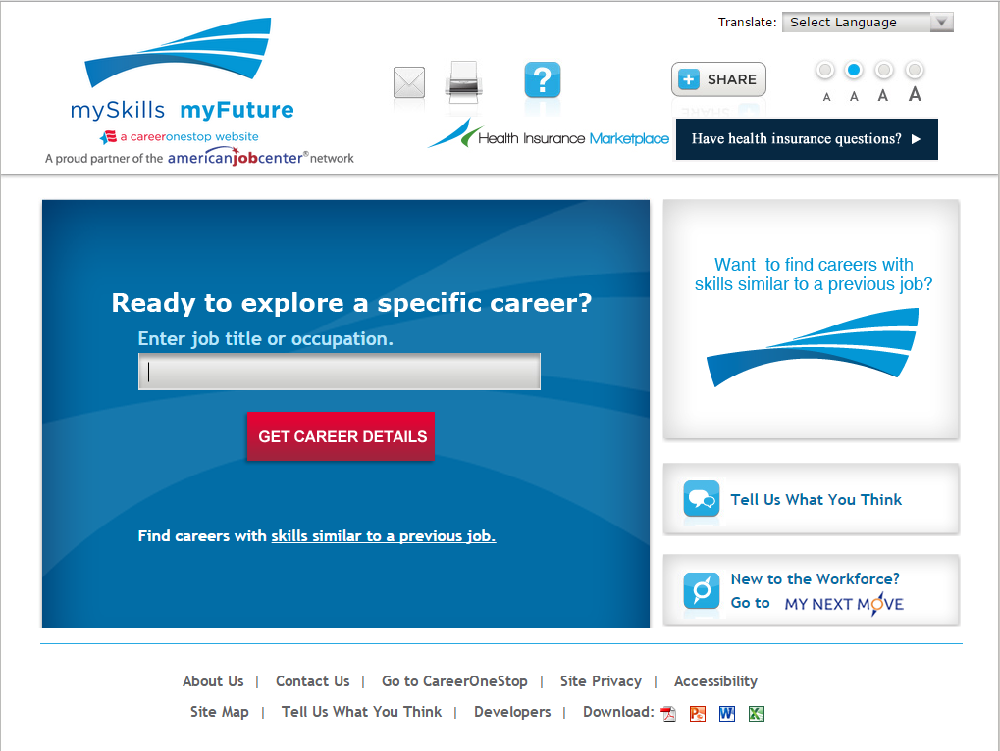 Translate: Select Language
mySkills myFuture
a careeronestop website
A proud partner of the americanjobcenter® network
?
+ SHARE
A A A A
Health Insurance Marketplace
Have health insurance questions?
Ready to explore a specific career?
Enter job title or occupation.
GET CAREER DETAILS
Find careers with skills similar to a previous job.
Want to find careers with
skills similar to a previous job?
Tell Us What You Think
New to the Workforce?
Go to MY NEXT MOVE
About Us | Contact Us | Go to CareerOneStop | Site Privacy | Accessibility
Site Map | Tell Us What You Think | Developers | Download: